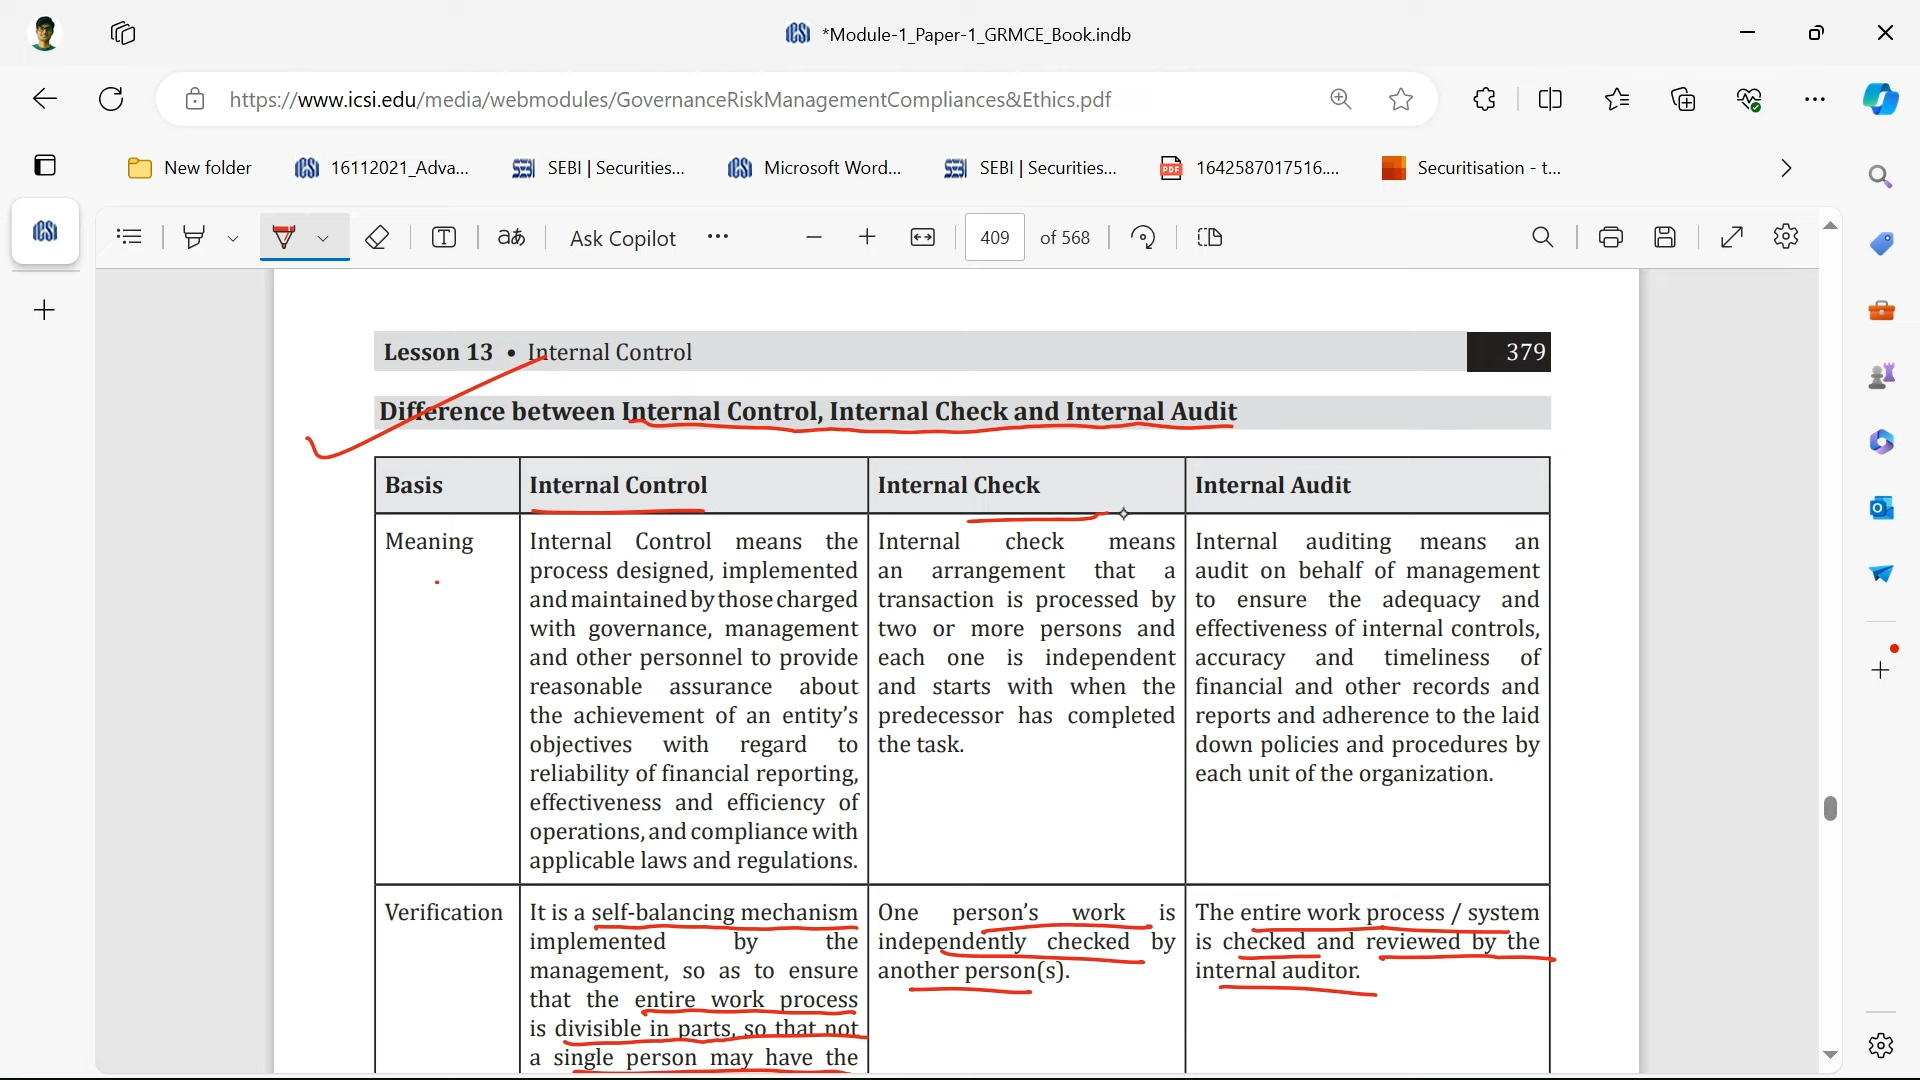 *Module-1_Paper-1_GRMCE_Book.indb
https://www.icsi.edu/media/webmodules/GovernanceRiskManagementCompliances&Ethics.pdf
New folder
16112021_Adva...
SEBI | Securities...
Microsoft Word...
SEBI | Securities...
1642587017516....
Securitisation - t...
Ask Copilot
409 of 568
Lesson 13 • Internal Control 379
Difference between Internal Control, Internal Check and Internal Audit
Basis
Internal Control
Internal Check
Internal Audit
Meaning
Internal Control means the
process designed, implemented
and maintained by those charged
with governance, management
and other personnel to provide
reasonable assurance about
the achievement of an entity's
objectives with regard to
reliability of financial reporting,
effectiveness and efficiency of
operations, and compliance with
applicable laws and regulations.
Internal check means
an arrangement that a
transaction is processed by
two or more persons and
each one is independent
and starts with when the
predecessor has completed
the task.
Internal auditing means an
audit on behalf of management
to ensure the adequacy and
effectiveness of internal controls,
accuracy and timeliness of
financial and other records and
reports and adherence to the laid
down policies and procedures by
each unit of the organization.
Verification
It is a self-balancing mechanism
implemented by the
management, so as to ensure
that the entire work process
is divisible in parts, so that not
a single person may have the
One person's work is
independently checked by
another person(s).
The entire work process / system
is checked and reviewed by the
internal auditor.